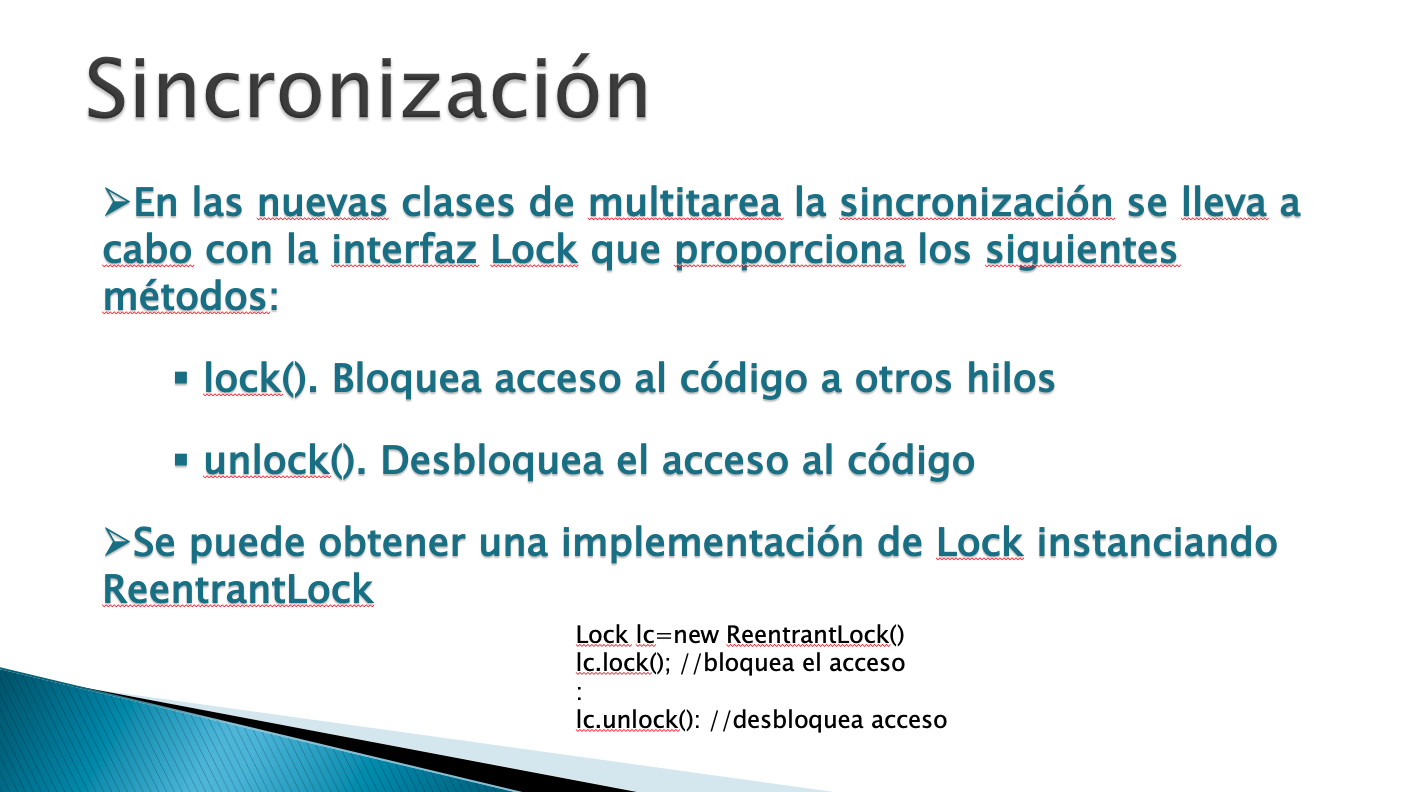 Sincronización
➢En las nuevas clases de multitarea la sincronización se lleva a
cabo con la interfaz Lock que proporciona los siguientes
métodos:
▪ lock(). Bloquea acceso al código a otros hilos
▪ unlock(). Desbloquea el acceso al código
➢Se puede obtener una implementación de Lock instanciando
ReentrantLock
Lock lc=new ReentrantLock()
lc.lock(); //bloquea el acceso
:
lc.unlock(): //desbloquea acceso